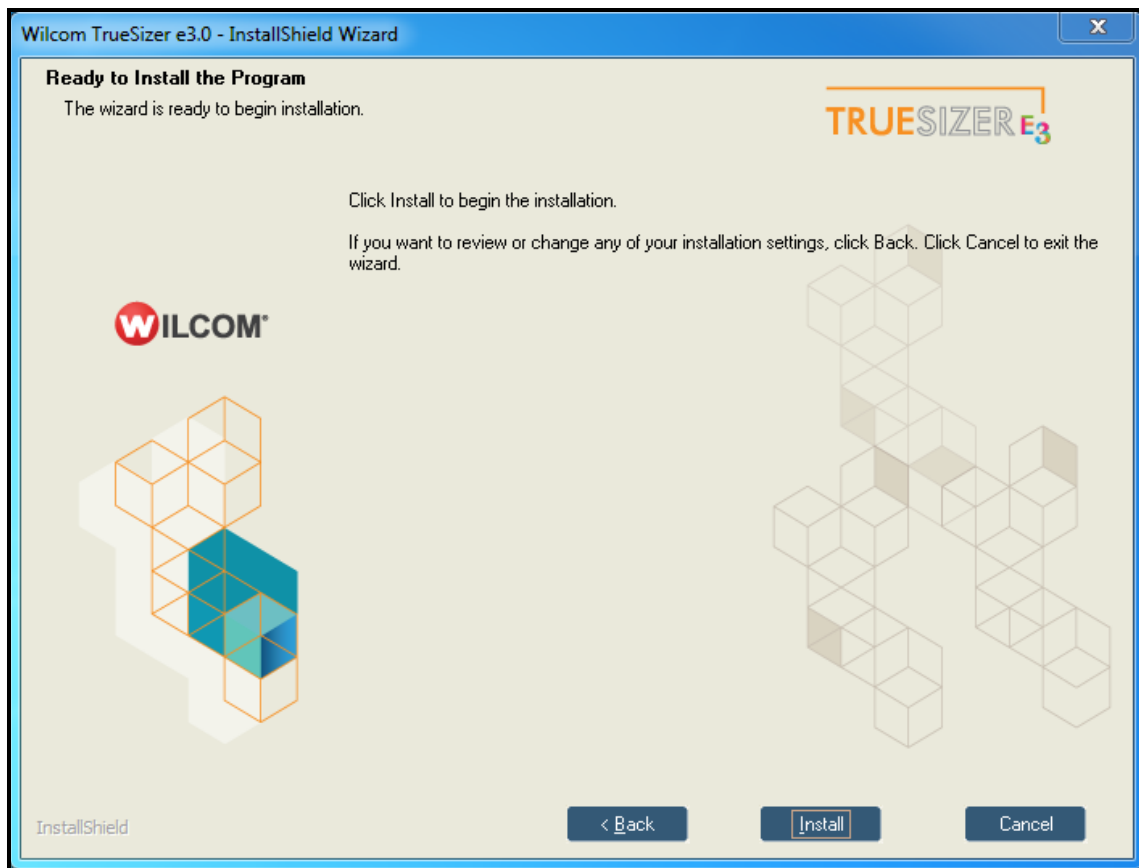 Wilcom TrueSizer e3.0 - InstallShield Wizard
X
Ready to Install the Program
The wizard is ready to begin installation.
TRUESIZER E3
Click Install to begin the installation.
If you want to review or change any of your installation settings, click Back. Click Cancel to exit the
wizard.
WILCOM®
InstallShield
< Back
Install
Cancel